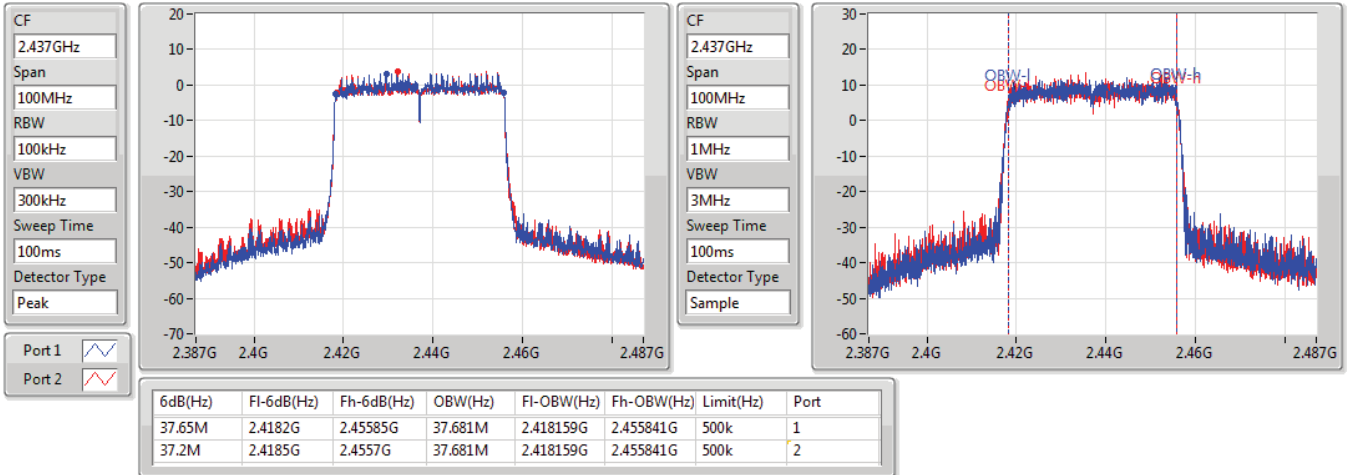 CF
2.437GHz
Span
100MHz
RBW
100kHz
VBW
300kHz
Sweep Time
100ms
Detector Type
Peak
20
10
0
-10
-20
-30
-40
-50
-60
-70
2.387G 2.4G 2.42G 2.44G 2.46G 2.487G
CF
2.437GHz
Span
100MHz
RBW
1MHz
VBW
3MHz
Sweep Time
100ms
Detector Type
Sample
30
20
10
0
-10
-20
-30
-40
-50
-60
OBW-l OBW-h
2.387G 2.4G 2.42G 2.44G 2.46G 2.487G
Port 1
Port 2
6dB(Hz) Fl-6dB(Hz) Fh-6dB(Hz) OBW(Hz) Fl-OBW(Hz) Fh-OBW(Hz) Limit(Hz) Port
37.65M 2.4182G 2.45585G 37.681M 2.418159G 2.455841G 500k 1
37.2M 2.4185G 2.4557G 37.681M 2.418159G 2.455841G 500k 2